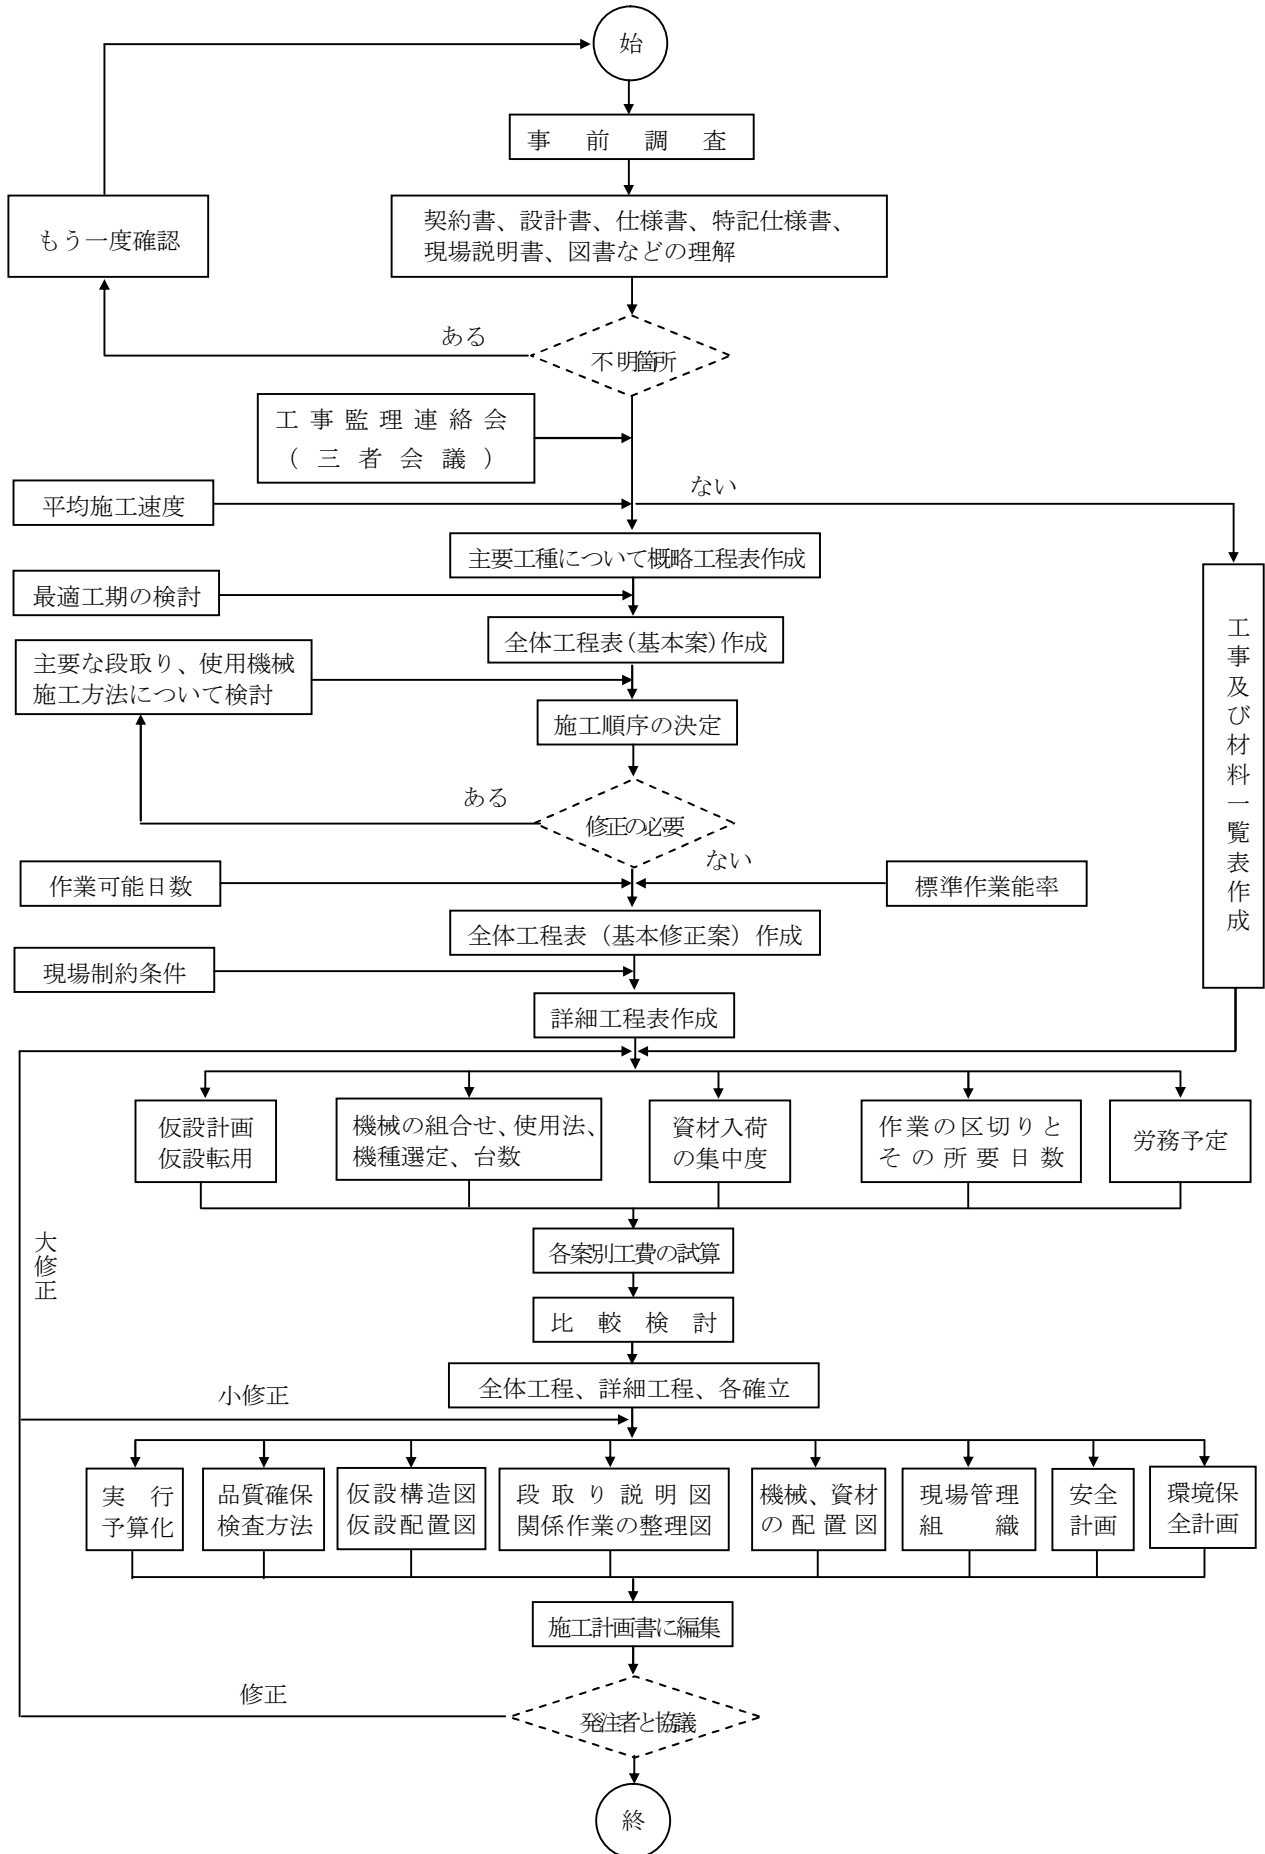 始
事前調査
契約書、設計書、仕様書、特記仕様書、
現場説明書、図書などの理解
もう一度確認
ある
不明箇所
工事監理連絡会
(三者会議)
平均施工速度
ない
主要工種について概略工程表作成
最適工期の検討
工事及び材料一覧表作成
全体工程表(基本案)作成
主要な段取り、使用機械
施工方法について検討
施工順序の決定
ある
修正の必要
ない
作業可能日数
標準作業能率
全体工程表(基本修正案)作成
現場制約条件
詳細工程表作成
仮設計画
仮設転用
機械の組合せ、使用法、
機種選定、台数
資材入荷
の集中度
作業の区切りと
その所要日数
労務予定
大修正
各案別工費の試算
比較検討
全体工程、詳細工程、各確立
小修正
実行
予算化
品質確保
検査方法
仮設構造図
仮設配置図
段取り説明図
関係作業の整理図
機械、資材
の配置図
現場管理
組織
安全
計画
環境保
全計画
施工計画書に編集
修正
発注者と協議
終